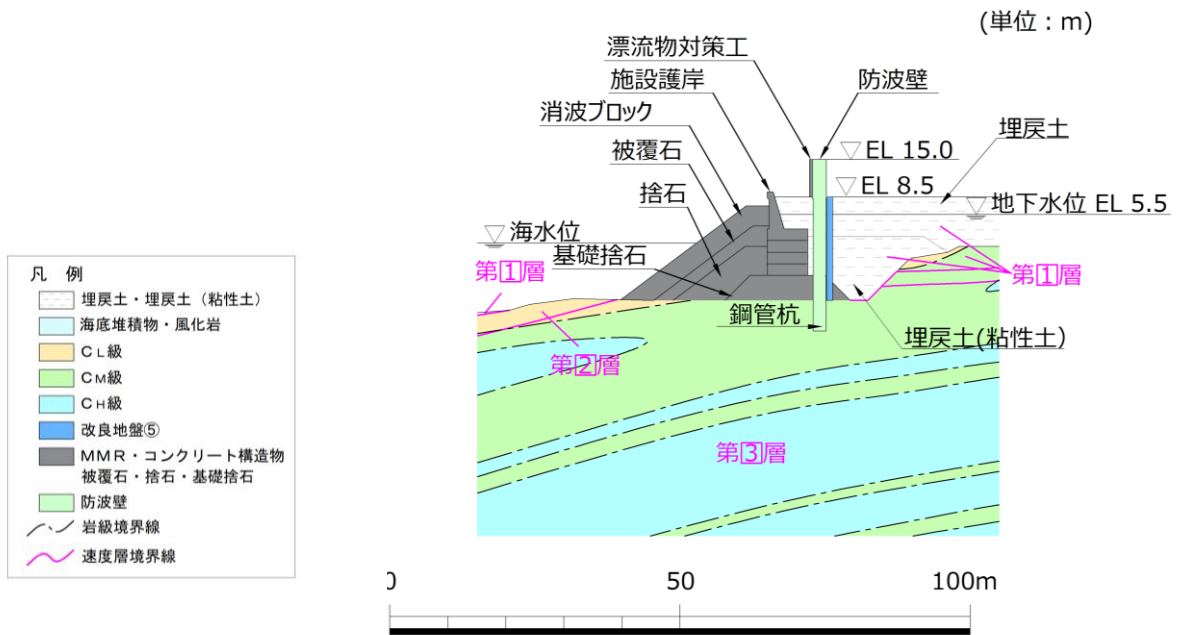 (単位：m)
漂流物対策工
施設護岸
防波壁
消波ブロック
埋戻土
被覆石
EL 15.0
EL 8.5
捨石
地下水位 EL 5.5
海水位
基礎捨石
第1層
第1層
鋼管杭
埋戻土(粘性土)
第2層
第3層
凡 例
埋戻土・埋戻土（粘性土）
海底堆積物・風化岩
CL級
CM級
CH級
改良地盤⑤
MMR・コンクリート構造物
被覆石・捨石・基礎捨石
防波壁
岩級境界線
速度層境界線
0 50 100m